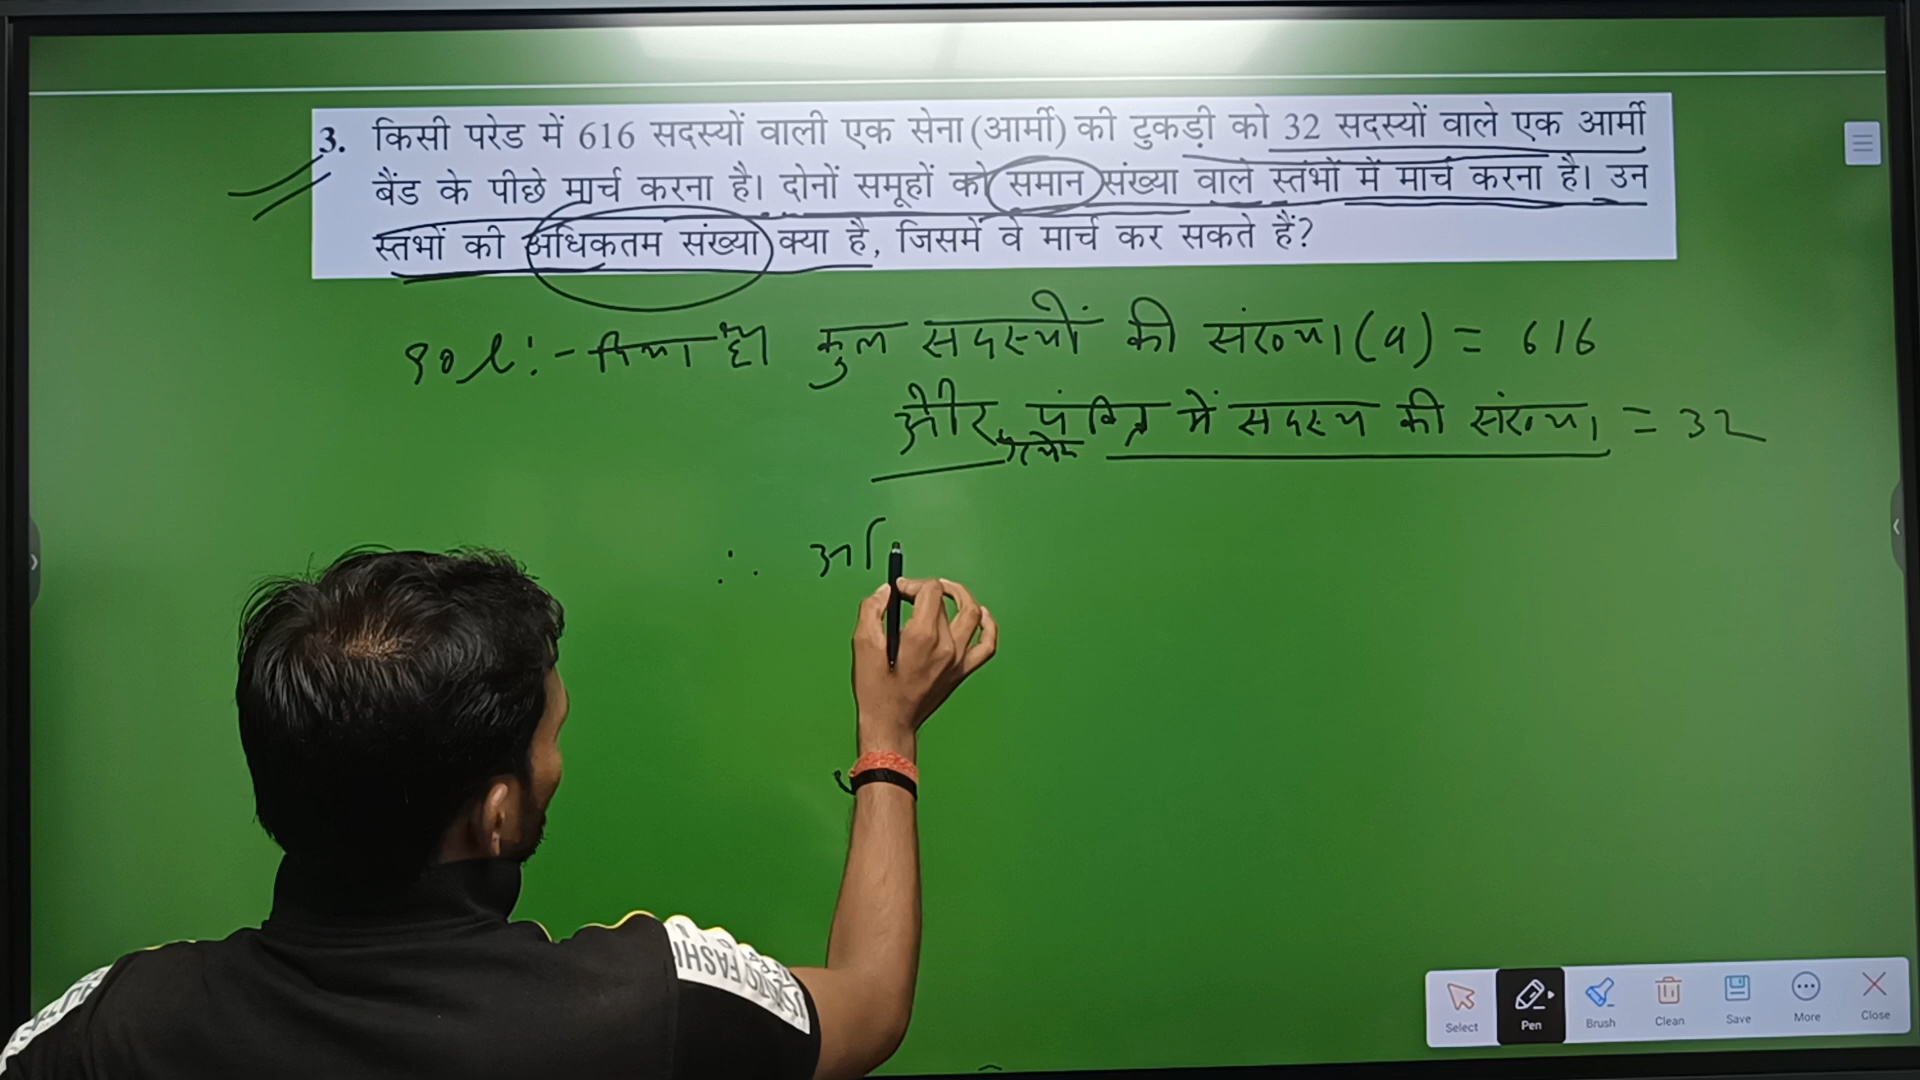 3. किसी परेड में 616 सदस्यों वाली एक सेना (आर्मी) की टुकड़ी को 32 सदस्यों वाले एक आर्मी
बैंड के पीछे मार्च करना है। दोनों समूहों को समान संख्या वाले स्तंभों में मार्च करना है। उन
स्तंभों की अधिकतम संख्या क्या है, जिसमें वे मार्च कर सकते हैं?
sol:- दिया है। कुल सदस्यों की संख्या (a) = 616
और प्रत्येक पंक्ति में सदस्य की संख्या = 32
∴
FASHI
Select Pen Brush Clean Save More Close